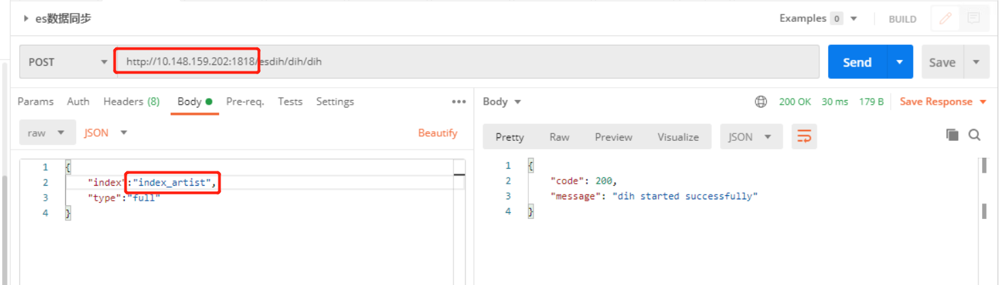 es数据同步
Examples 0 BUILD
POST http://10.148.159.202:1818/esdih/dih/dih Send Save
Params Auth Headers (8) Body Pre-req. Tests Settings ••• Body 200 OK 30 ms 179 B Save Response
raw JSON Beautify
Pretty Raw Preview Visualize JSON
1 {
2 "index":"index_artist",
3 "type":"full"
4 }
1 {
2 "code": 200,
3 "message": "dih started successfully"
4 }